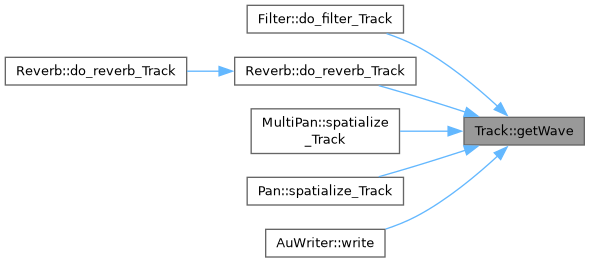 Filter::do_filter_Track
Reverb::do_reverb_Track
Reverb::do_reverb_Track
MultiPan::spatialize
_Track
Track::getWave
Pan::spatialize_Track
AuWriter::write